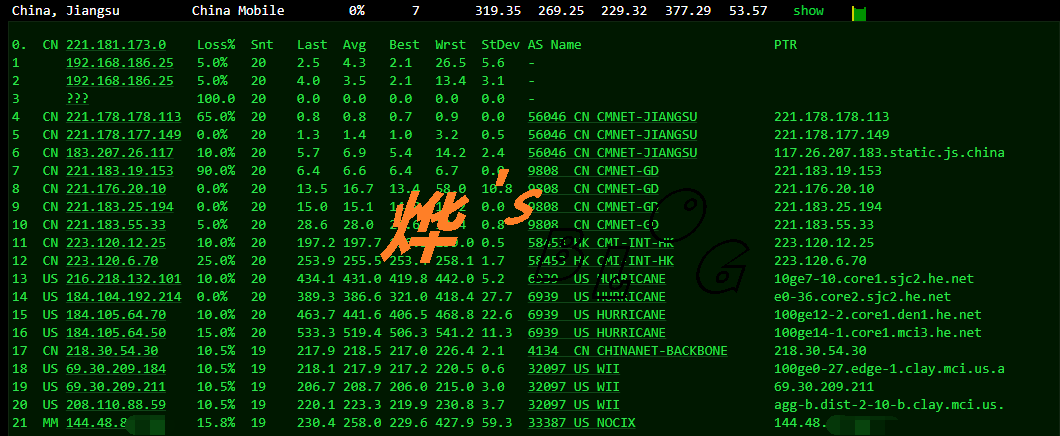 China, Jiangsu China Mobile 0% 7 319.35 269.25 229.32 377.29 53.57 show
0. CN 221.181.173.0 Loss% Snt Last Avg Best Wrst StDev AS Name PTR
1 192.168.186.25 5.0% 20 2.5 4.3 2.1 26.5 5.6 -
2 192.168.186.25 5.0% 20 4.0 3.5 2.1 13.4 3.1 -
3 ??? 100.0 20 0.0 0.0 0.0 0.0 0.0 -
4 CN 221.178.178.113 65.0% 20 0.8 0.8 0.7 0.9 0.0 56046 CN CMNET-JIANGSU 221.178.178.113
5 CN 221.178.177.149 0.0% 20 1.3 1.4 1.0 3.2 0.5 56046 CN CMNET-JIANGSU 221.178.177.149
6 CN 183.207.26.117 10.0% 20 5.7 6.9 5.4 14.2 2.4 56046 CN CMNET-JIANGSU 117.26.207.183.static.js.china
7 CN 221.183.19.153 90.0% 20 6.4 6.6 6.4 6.7 9808 CN CMNET-GD 221.183.19.153
8 CN 221.176.20.10 0.0% 20 13.5 16.7 13.4 58.0 10.8 9808 CN CMNET-GD 221.176.20.10
9 CN 221.183.25.194 0.0% 20 15.0 15.1 0.0 9808 CN CMNET-GD 221.183.25.194
10 CN 221.183.55.33 5.0% 20 28.6 28.0 0.8 9808 CN CMNET-GD 221.183.55.33
11 CN 223.120.12.25 10.0% 20 197.2 197.7 0.5 58453 HK CMI-INT-HK 223.120.12.25
12 CN 223.120.6.70 25.0% 20 253.9 255.5 258.1 1.7 58453 HK CMI-INT-HK 223.120.6.70
13 US 216.218.132.101 10.0% 20 434.1 431.0 419.8 442.0 5.2 6939 US HURRICANE 10ge7-10.core1.sjc2.he.net
14 US 184.104.192.214 0.0% 20 389.3 386.6 321.0 418.4 27.7 6939 US HURRICANE e0-36.core2.sjc2.he.net
15 US 184.105.64.70 10.0% 20 463.7 441.6 406.5 468.8 22.6 6939 US HURRICANE 100ge12-2.core1.den1.he.net
16 US 184.105.64.50 15.0% 20 533.3 519.4 506.3 541.2 11.3 6939 US HURRICANE 100ge14-1.core1.mci3.he.net
17 CN 218.30.54.30 10.5% 19 217.9 218.5 217.0 226.4 2.1 4134 CN CHINANET-BACKBONE 218.30.54.30
18 US 69.30.209.184 10.5% 19 218.1 217.9 217.2 220.5 0.6 32097 US WII 100ge0-27.edge-1.clay.mci.us.a
19 US 69.30.209.211 10.5% 19 206.7 208.7 206.0 215.0 3.0 32097 US WII 69.30.209.211
20 US 208.110.88.59 10.5% 19 220.1 223.3 219.9 230.8 3.7 32097 US WII agg-b.dist-2-10-b.clay.mci.us.
21 MM 144.48.8 15.8% 19 230.4 258.0 229.6 427.9 59.3 33387 US NOCIX 144.48.